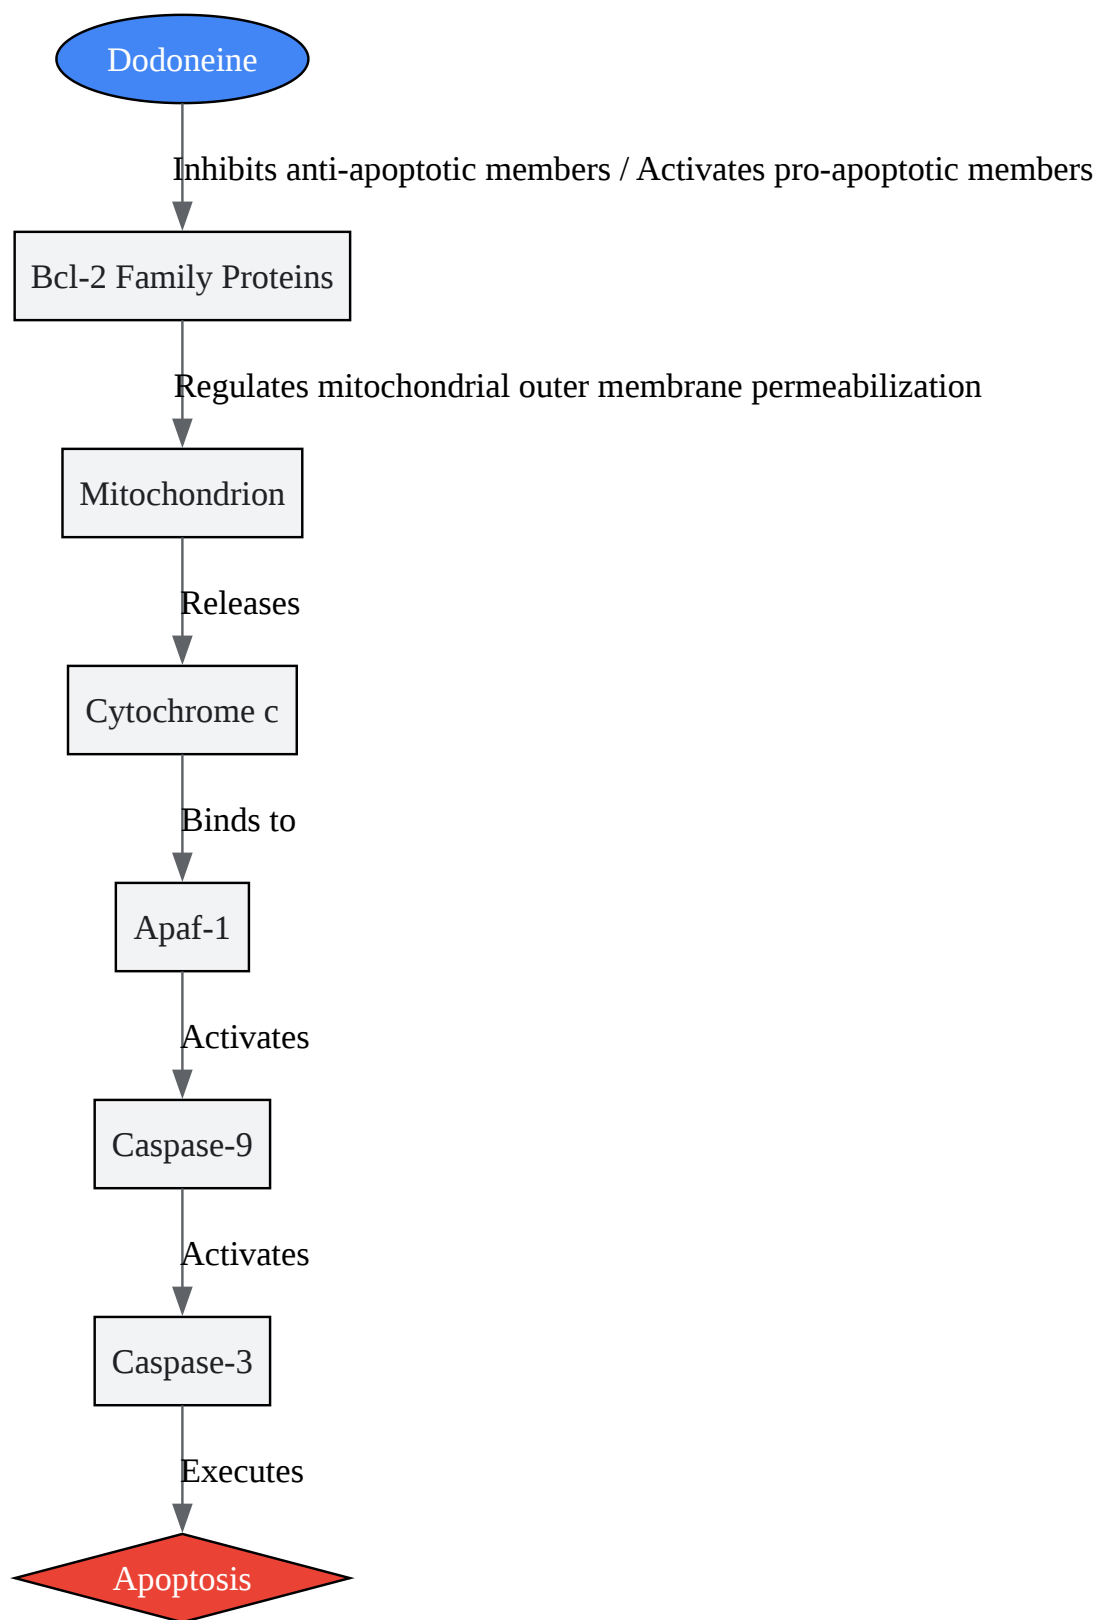 Dodoneine
Inhibits anti-apoptotic members / Activates pro-apoptotic members
Bcl-2 Family Proteins
Regulates mitochondrial outer membrane permeabilization
Mitochondrion
Releases
Cytochrome c
Binds to
Apaf-1
Activates
Caspase-9
Activates
Caspase-3
Executes
Apoptosis